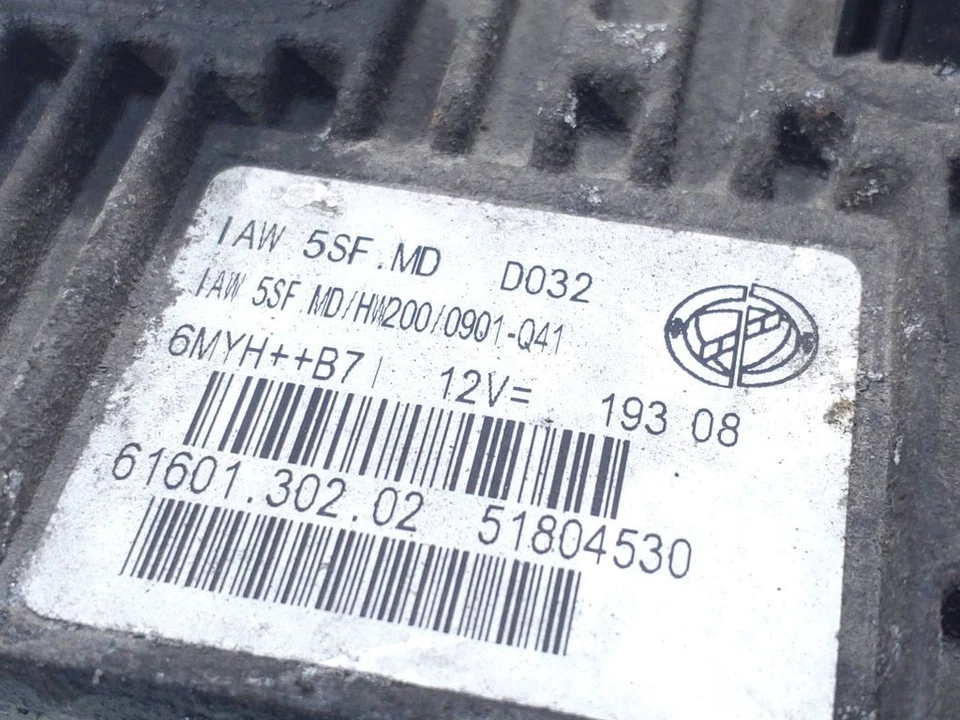 IAW 5SF.MD D032
IAW 5SF.MD/HW200/0901-Q41
6MYH++B7 12V= 193 08
61601.302.02 51804530